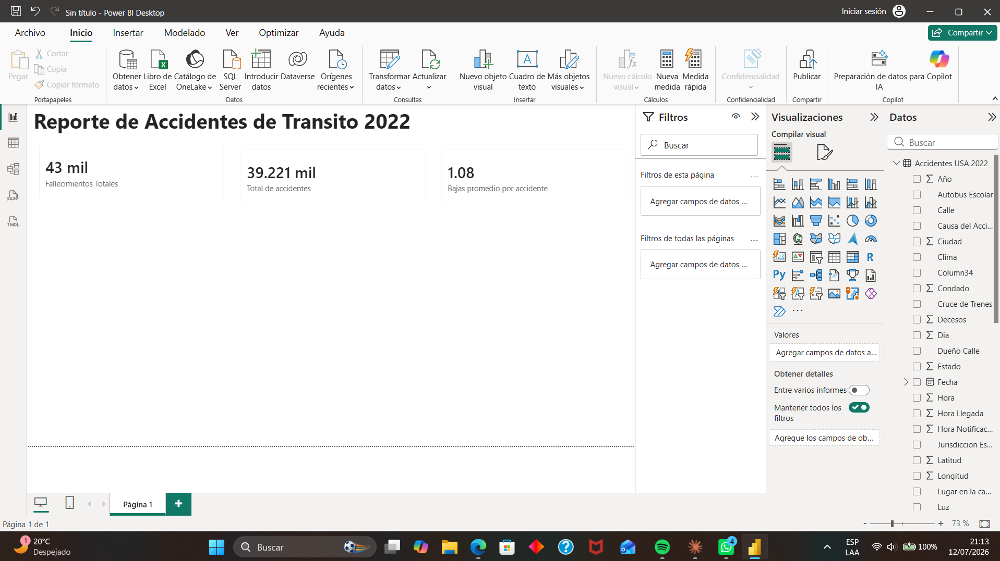 Sin título - Power BI Desktop
Iniciar sesión
Archivo
Inicio
Insertar
Modelado
Ver
Optimizar
Ayuda
Compartir
Pegar
Cortar
Copia
Copiar formato
Portapapeles
Obtener datos
Libro de Excel
Catálogo de OneLake
SQL Server
Introducir datos
Dataverse
Orígenes recientes
Datos
Transformar datos
Actualizar
Consultas
Nuevo objeto visual
Cuadro de texto
Más objetos visuales
Insertar
Nuevo cálculo visual
Nueva medida
Medida rápida
Cálculos
Confidencialidad
Confidencialidad
Publicar
Compartir
Preparación de datos para IA
Copilot
Copilot
DAX
TMDL
Reporte de Accidentes de Transito 2022
43 mil
Fallecimientos Totales
39.221 mil
Total de accidentes
1.08
Bajas promedio por accidente
Filtros
Buscar
Filtros de esta página
Agregar campos de datos ...
Filtros de todas las páginas
Agregar campos de datos ...
Visualizaciones
Compilar visual
123
R
Py
Valores
Agregar campos de datos a...
Obtener detalles
Entre varios informes
Mantener todos los filtros
Agregue los campos de ob...
Datos
Buscar
Accidentes USA 2022
Año
Autobus Escolar
Calle
Causa del Acci...
Ciudad
Clima
Column34
Condado
Cruce de Trenes
Decesos
Dia
Dueño Calle
Estado
Fecha
Hora
Hora Llegada
Hora Notificac...
Jurisdiccion Es...
Latitud
Longitud
Lugar en la ca...
Luz
Página 1
Página 1 de 1
73 %
1
20°C
Despejado
Buscar
4
ESP
LAA
100%
21:13
12/07/2026